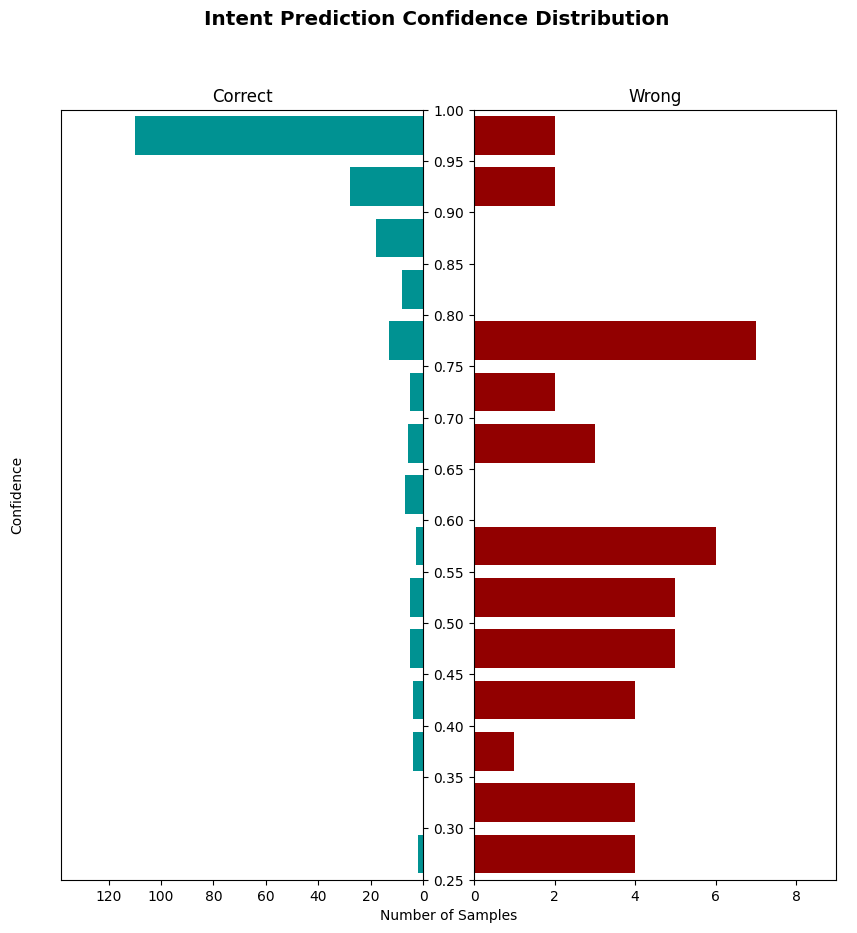 Intent Prediction Confidence Distribution
Correct
Wrong
Confidence
1.00
0.95
0.90
0.85
0.80
0.75
0.70
0.65
0.60
0.55
0.50
0.45
0.40
0.35
0.30
0.25
120 100 80 60 40 20 0
0 2 4 6 8
Number of Samples